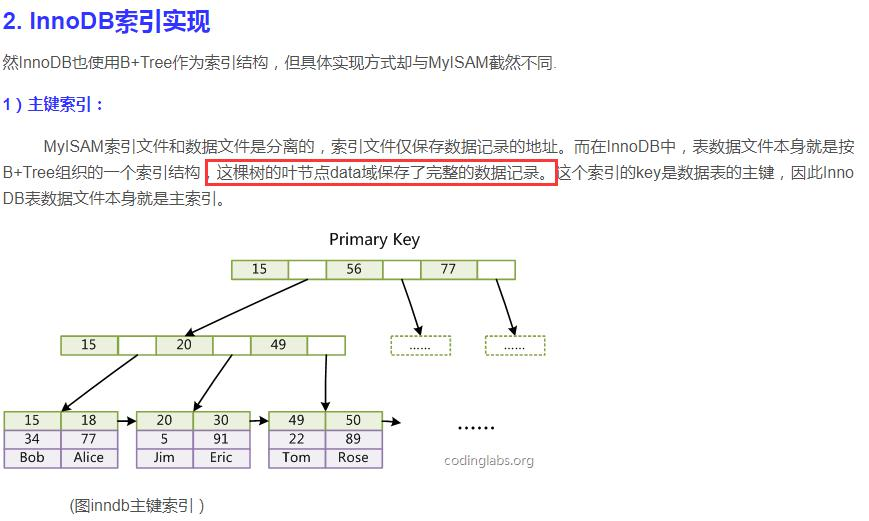 2. InnoDB索引实现
然InnoDB也使用B+Tree作为索引结构，但具体实现方式却与MyISAM截然不同.
1）主键索引：
MyISAM索引文件和数据文件是分离的，索引文件仅保存数据记录的地址。而在InnoDB中，表数据文件本身就是按
B+Tree组织的一个索引结构，这棵树的叶节点data域保存了完整的数据记录。这个索引的key是数据表的主键，因此Inno
DB表数据文件本身就是主索引。
Primary Key
15 56 77
15 20 49
...... ......
15 18 20 30 49 50
34 77 5 91 22 89
Bob Alice Jim Eric Tom Rose
......
codinglabs.org
(图inndb主键索引）